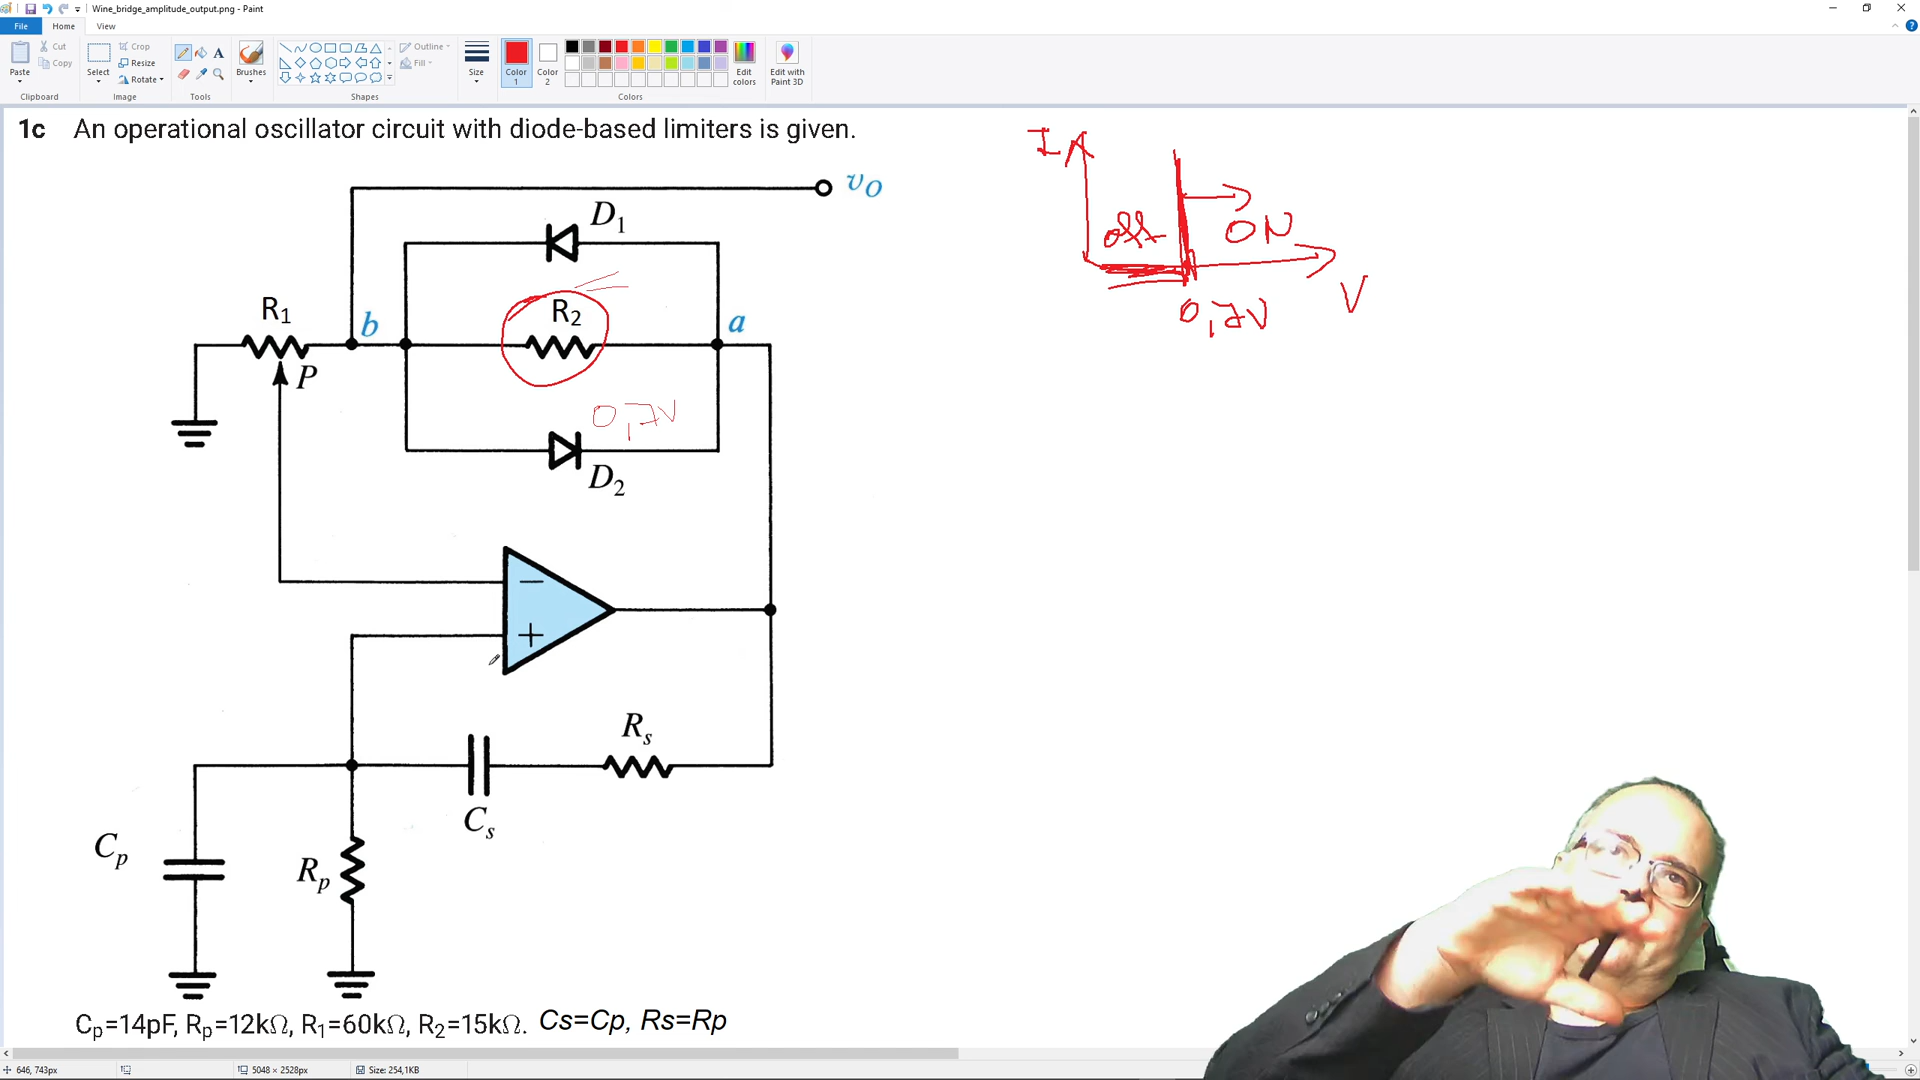 Wine_bridge_amplitude_output.png - Paint
File
Home
View
Paste
Cut
Copy
Clipboard
Select
Crop
Resize
Rotate
Image
A
Tools
Brushes
Outline
Fill
Shapes
Size
Color 1
Color 2
Edit colors
Edit with Paint 3D
Colors
1c An operational oscillator circuit with diode-based limiters is given.
I
off
ON
0,7V
V
vO
D1
R1
b
R2
a
P
0,7V
D2
−
+
Rs
Cs
Cp
Rp
Cp=14pF, Rp=12kΩ, R1=60kΩ, R2=15kΩ. Cs=Cp, Rs=Rp
646, 743px
5048 × 2528px
Size: 254,1KB